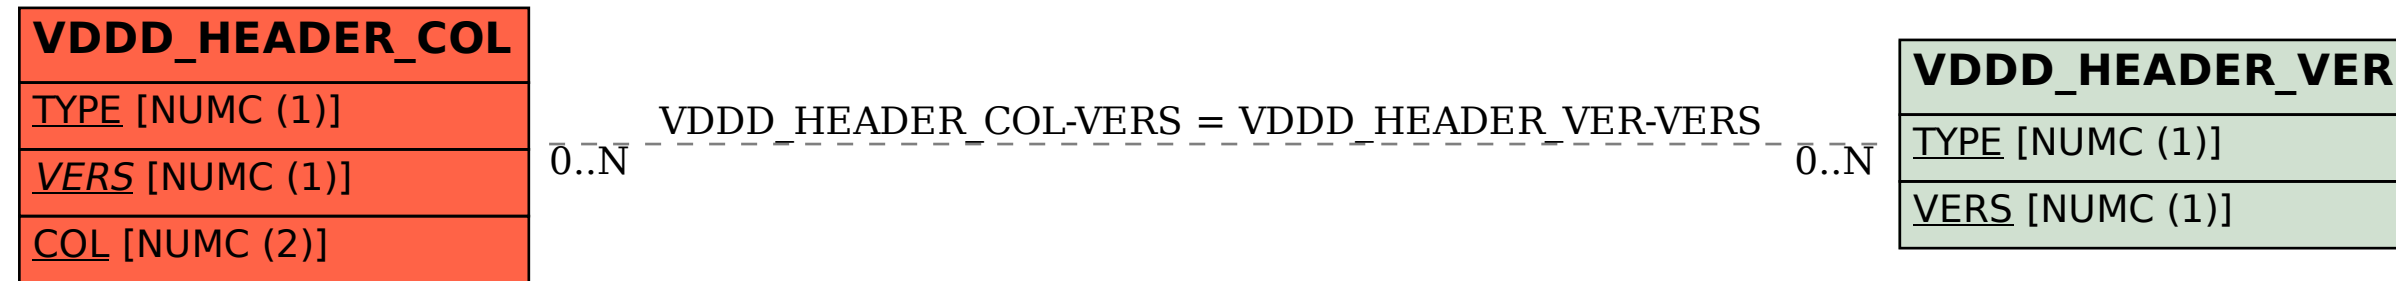 VDDD_HEADER_COL
TYPE [NUMC (1)]
VERS [NUMC (1)]
COL [NUMC (2)]
VDDD_HEADER_COL-VERS = VDDD_HEADER_VER-VERS
0..N
0..N
VDDD_HEADER_VER
TYPE [NUMC (1)]
VERS [NUMC (1)]